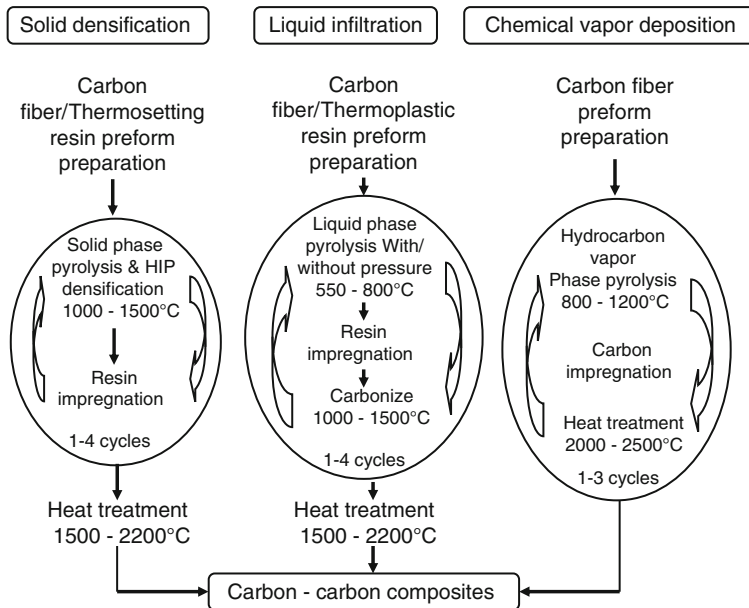 Solid densification
Carbon
fiber/Thermosetting
resin preform
preparation
Solid phase
pyrolysis & HIP
densification
1000 - 1500°C
Resin
impregnation
1-4 cycles
Heat treatment
1500 - 2200°C
Liquid infiltration
Carbon
fiber/Thermoplastic
resin preform
preparation
Liquid phase
pyrolysis With/
without pressure
550 - 800°C
Resin
impregnation
Carbonize
1000 - 1500°C
1-4 cycles
Heat treatment
1500 - 2200°C
Chemical vapor deposition
Carbon fiber
preform
preparation
Hydrocarbon
vapor
Phase pyrolysis
800 - 1200°C
Carbon
impregnation
Heat treatment
2000 - 2500°C
1-3 cycles
Carbon - carbon composites